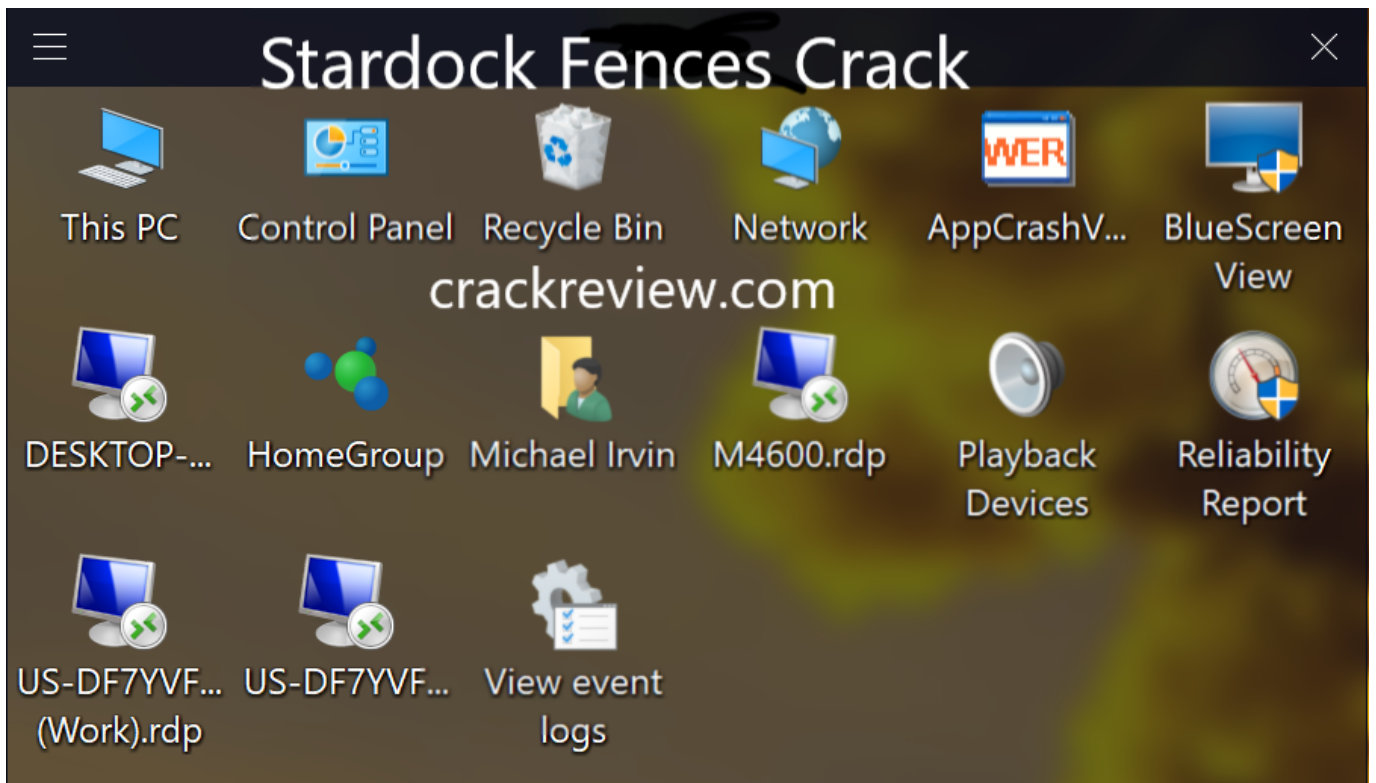 Stardock Fences Crack
This PC
Control Panel
Recycle Bin
Network
WER
AppCrashV...
BlueScreen
View
crackreview.com
DESKTOP-...
HomeGroup
Michael Irvin
M4600.rdp
Playback
Devices
Reliability
Report
US-DF7YVF...
(Work).rdp
US-DF7YVF...
View event
logs